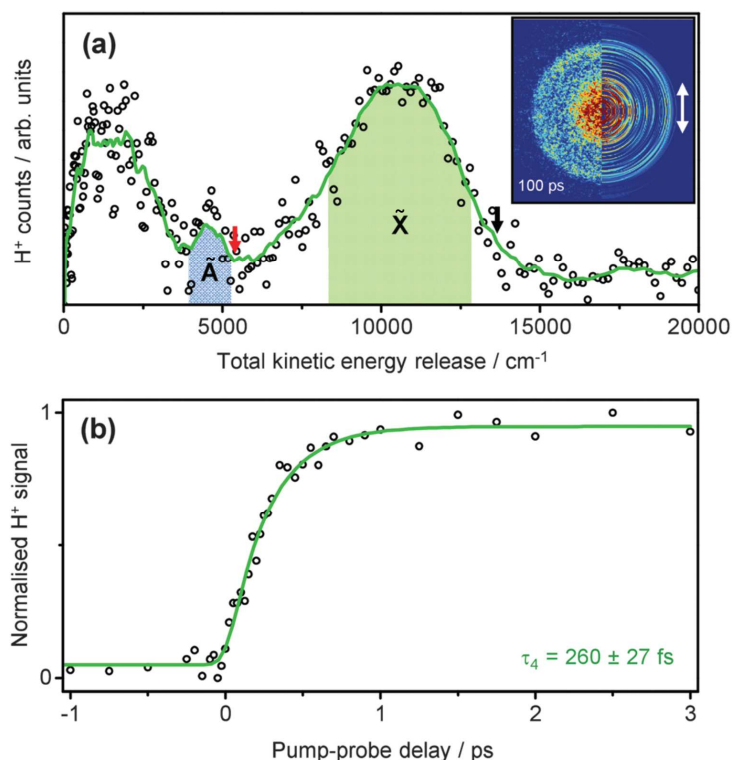 (a)
H⁺ counts / arb. units
Ã
X̃
100 ps
0 5000 10000 15000 20000
Total kinetic energy release / cm⁻¹
(b)
Normalised H⁺ signal
1
0
τ₄ = 260 ± 27 fs
-1 0 1 2 3
Pump-probe delay / ps